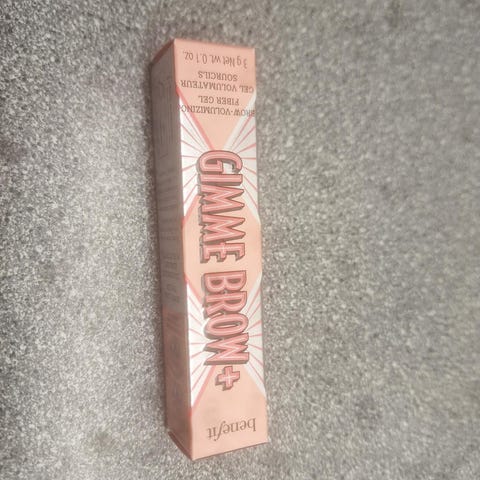 benefit
GIMME BROW+
BROW-VOLUMIZING
FIBER GEL
GEL VOLUMATEUR
SOURCILS
3 g Net wt. 0.1 oz.